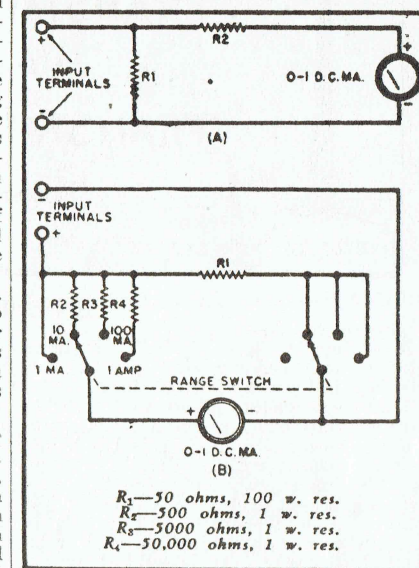 R2
+
INPUT
TERMINALS
R1
0-1 D.C. MA.
+
-
-
(A)
-
INPUT
TERMINALS
+
R1
R2 R3 R4
10
MA.
100
MA.
1 MA
1 AMP
RANGE SWITCH
+ -
0-1 D.C. MA.
(B)
R₁—50 ohms, 100 w. res.
R₂—500 ohms, 1 w. res.
R₃—5000 ohms, 1 w. res.
R₄—50,000 ohms, 1 w. res.